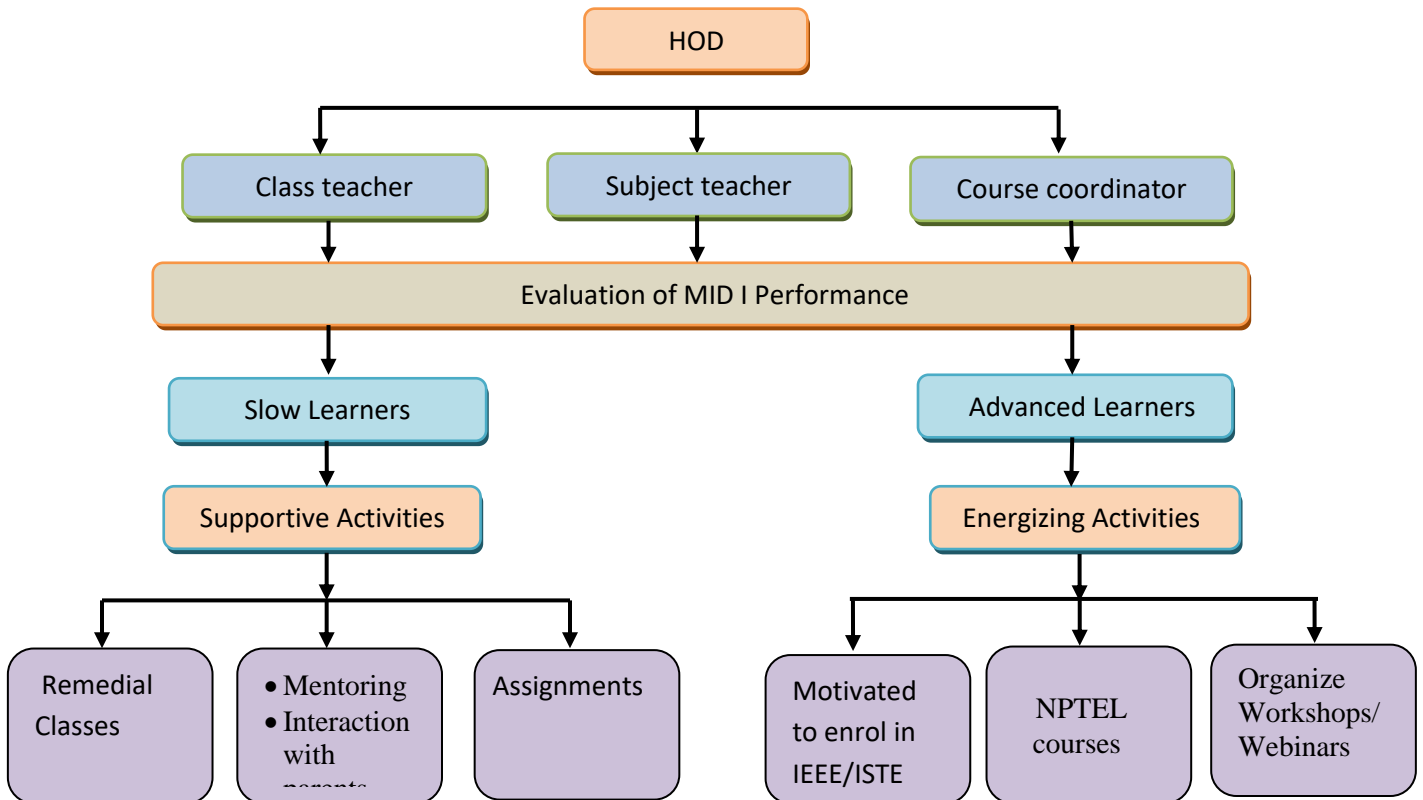 HOD
Class teacher
Subject teacher
Course coordinator
Evaluation of MID I Performance
Slow Learners
Advanced Learners
Supportive Activities
Energizing Activities
Remedial
Classes
• Mentoring
• Interaction
with
parents
Assignments
Motivated
to enrol in
IEEE/ISTE
NPTEL
courses
Organize
Workshops/
Webinars